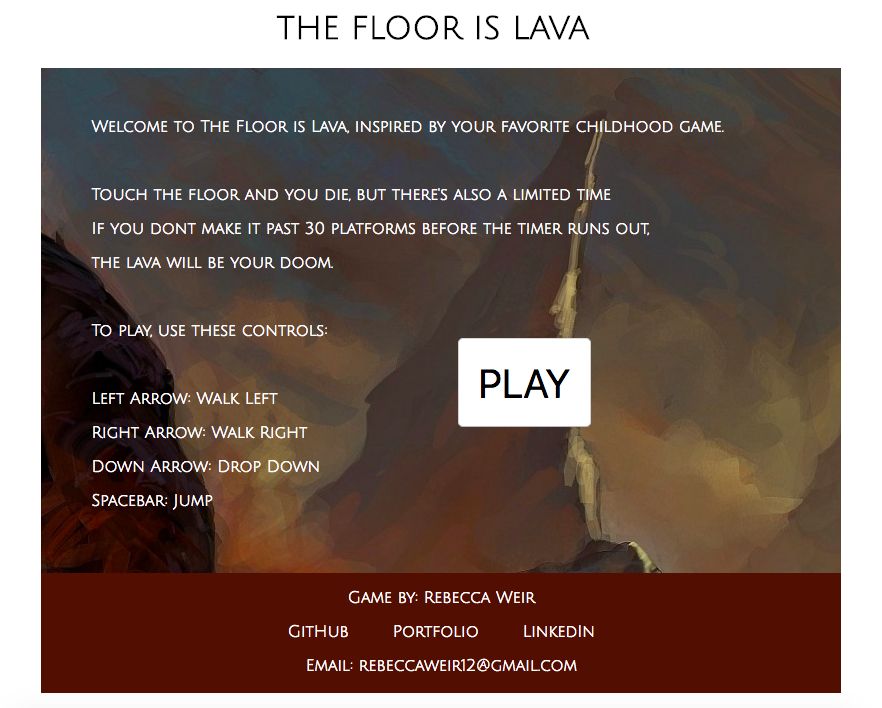 THE FLOOR IS LAVA
Welcome to The Floor is Lava, inspired by your favorite childhood game.
Touch the floor and you die, but there's also a limited time
If you dont make it past 30 platforms before the timer runs out,
the lava will be your doom.
To play, use these controls:
Left Arrow: Walk Left
Right Arrow: Walk Right
Down Arrow: Drop Down
Spacebar: Jump
PLAY
Game by: Rebecca Weir
GitHub Portfolio LinkedIn
Email: rebeccaweir12@gmail.com